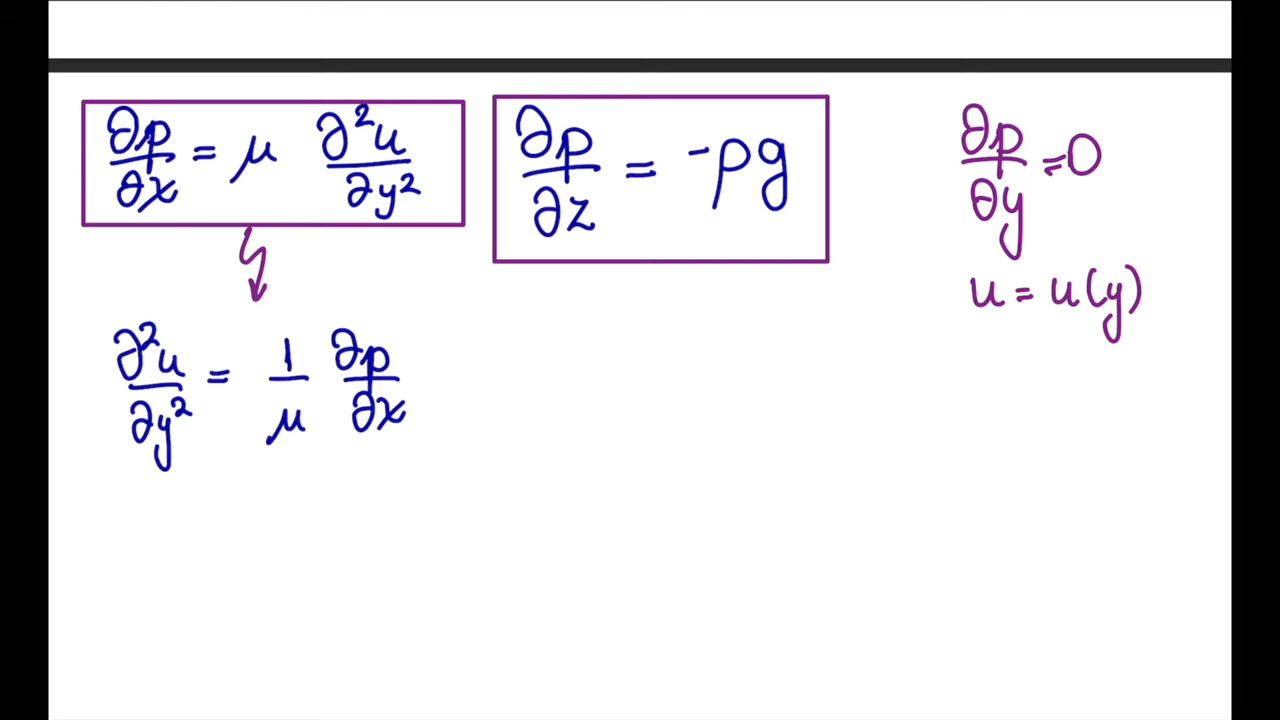 ∂p/∂x = μ ∂²u/∂y²
∂p/∂z = -ρg
∂p/∂y = 0
u = u(y)
∂²u/∂y² = 1/μ ∂p/∂x